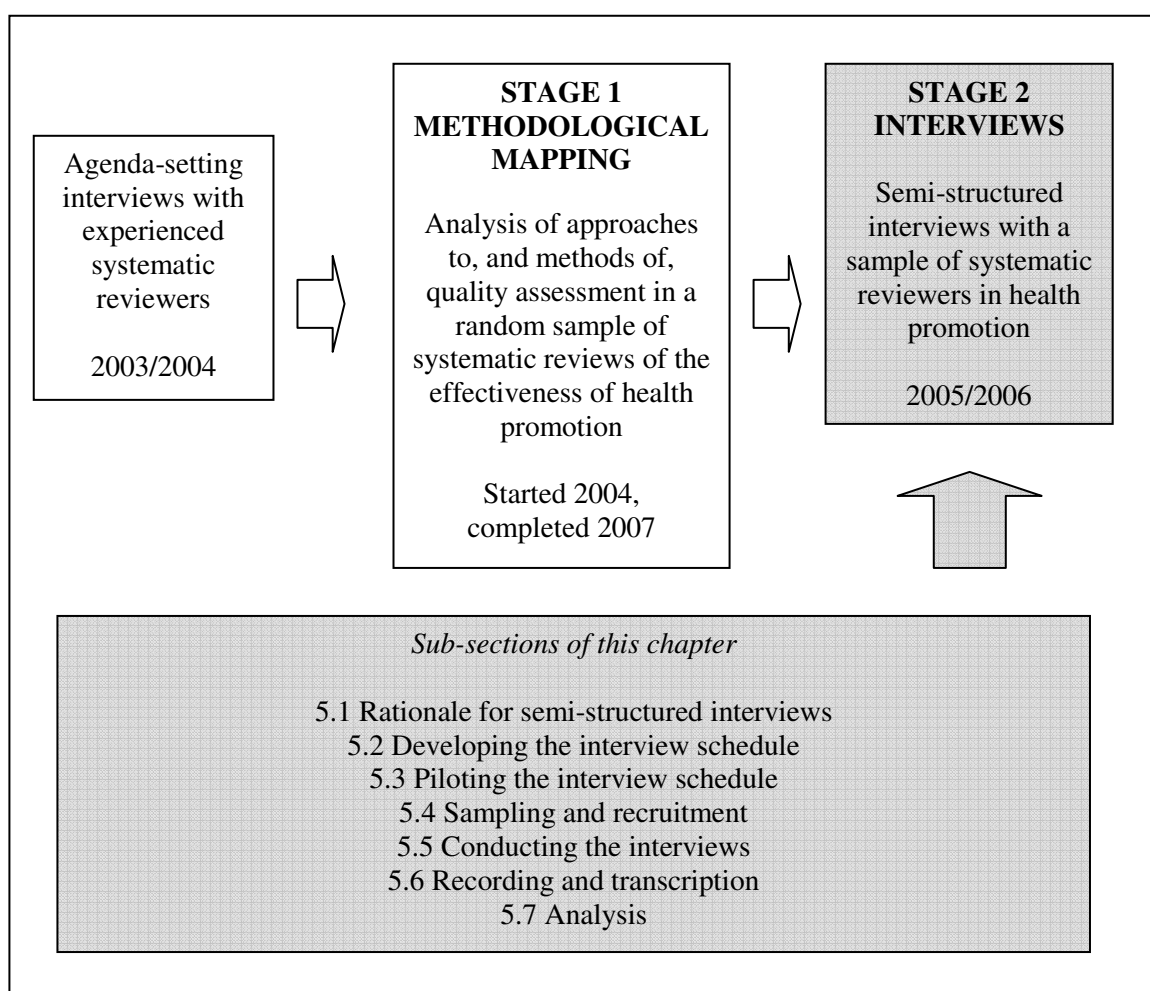 Agenda-setting
interviews with
experienced
systematic
reviewers
2003/2004
STAGE 1
METHODOLOGICAL
MAPPING
Analysis of approaches
to, and methods of,
quality assessment in a
random sample of
systematic reviews of the
effectiveness of health
promotion
Started 2004,
completed 2007
STAGE 2
INTERVIEWS
Semi-structured
interviews with a
sample of systematic
reviewers in health
promotion
2005/2006
Sub-sections of this chapter
5.1 Rationale for semi-structured interviews
5.2 Developing the interview schedule
5.3 Piloting the interview schedule
5.4 Sampling and recruitment
5.5 Conducting the interviews
5.6 Recording and transcription
5.7 Analysis